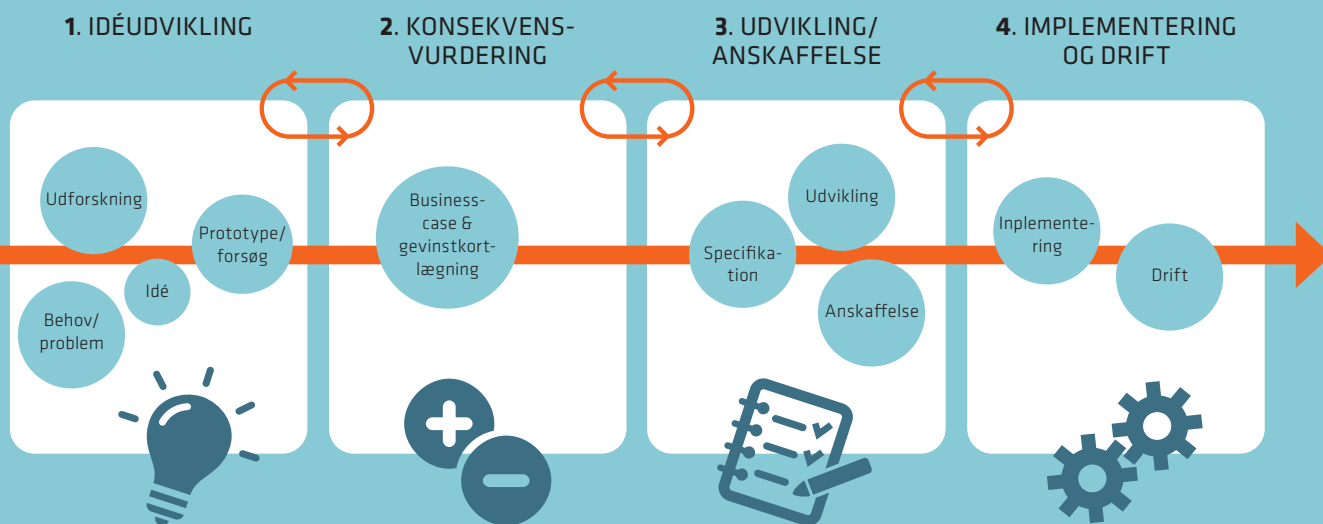 1. IDÉUDVIKLING
2. KONSEKVENS-
VURDERING
3. UDVIKLING/
ANSKAFFELSE
4. IMPLEMENTERING
OG DRIFT
Udforskning
Prototype/
forsøg
Idé
Behov/
problem
Business-
case &
gevinstkort-
lægning
Udvikling
Specifika-
tion
Anskaffelse
Inplemente-
ring
Drift